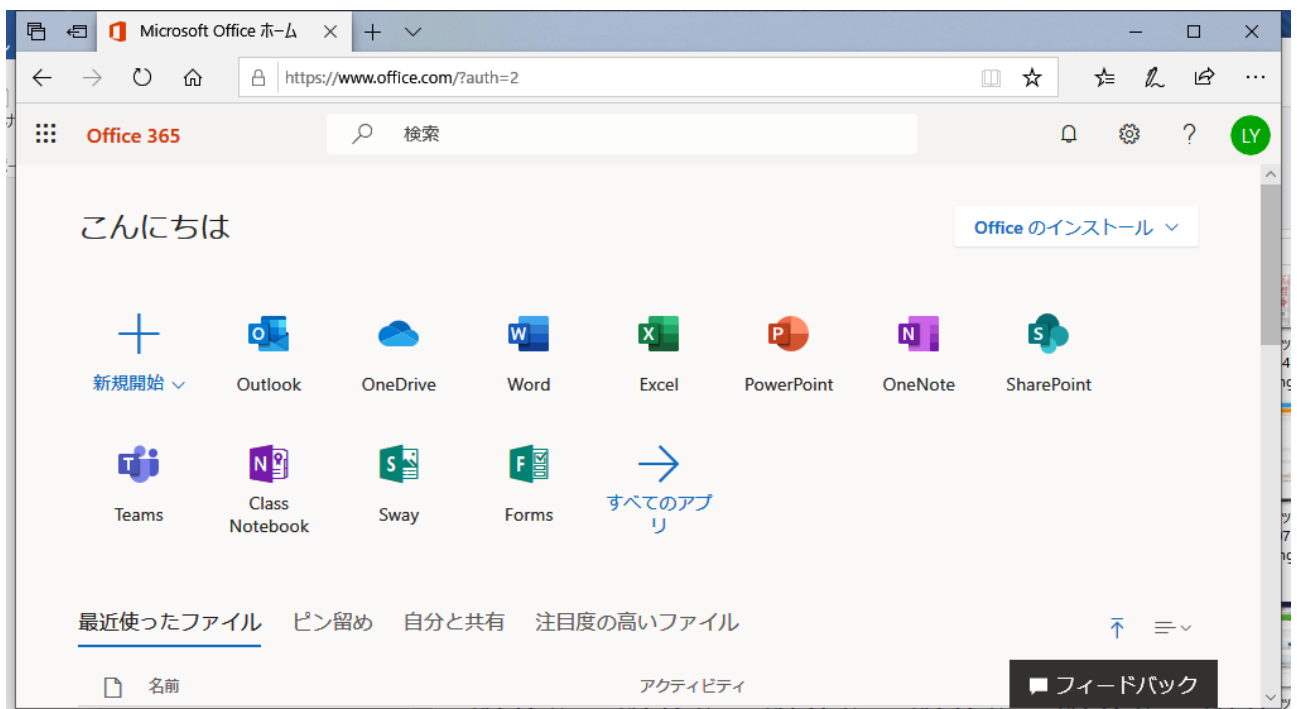 Microsoft Office ホーム
https://www.office.com/?auth=2
Office 365
検索
LY
こんにちは
Office のインストール
新規開始
Outlook
OneDrive
Word
Excel
PowerPoint
OneNote
SharePoint
Teams
Class
Notebook
Sway
Forms
すべてのアプ
リ
最近使ったファイル ピン留め 自分と共有 注目度の高いファイル
名前
アクティビティ
フィードバック